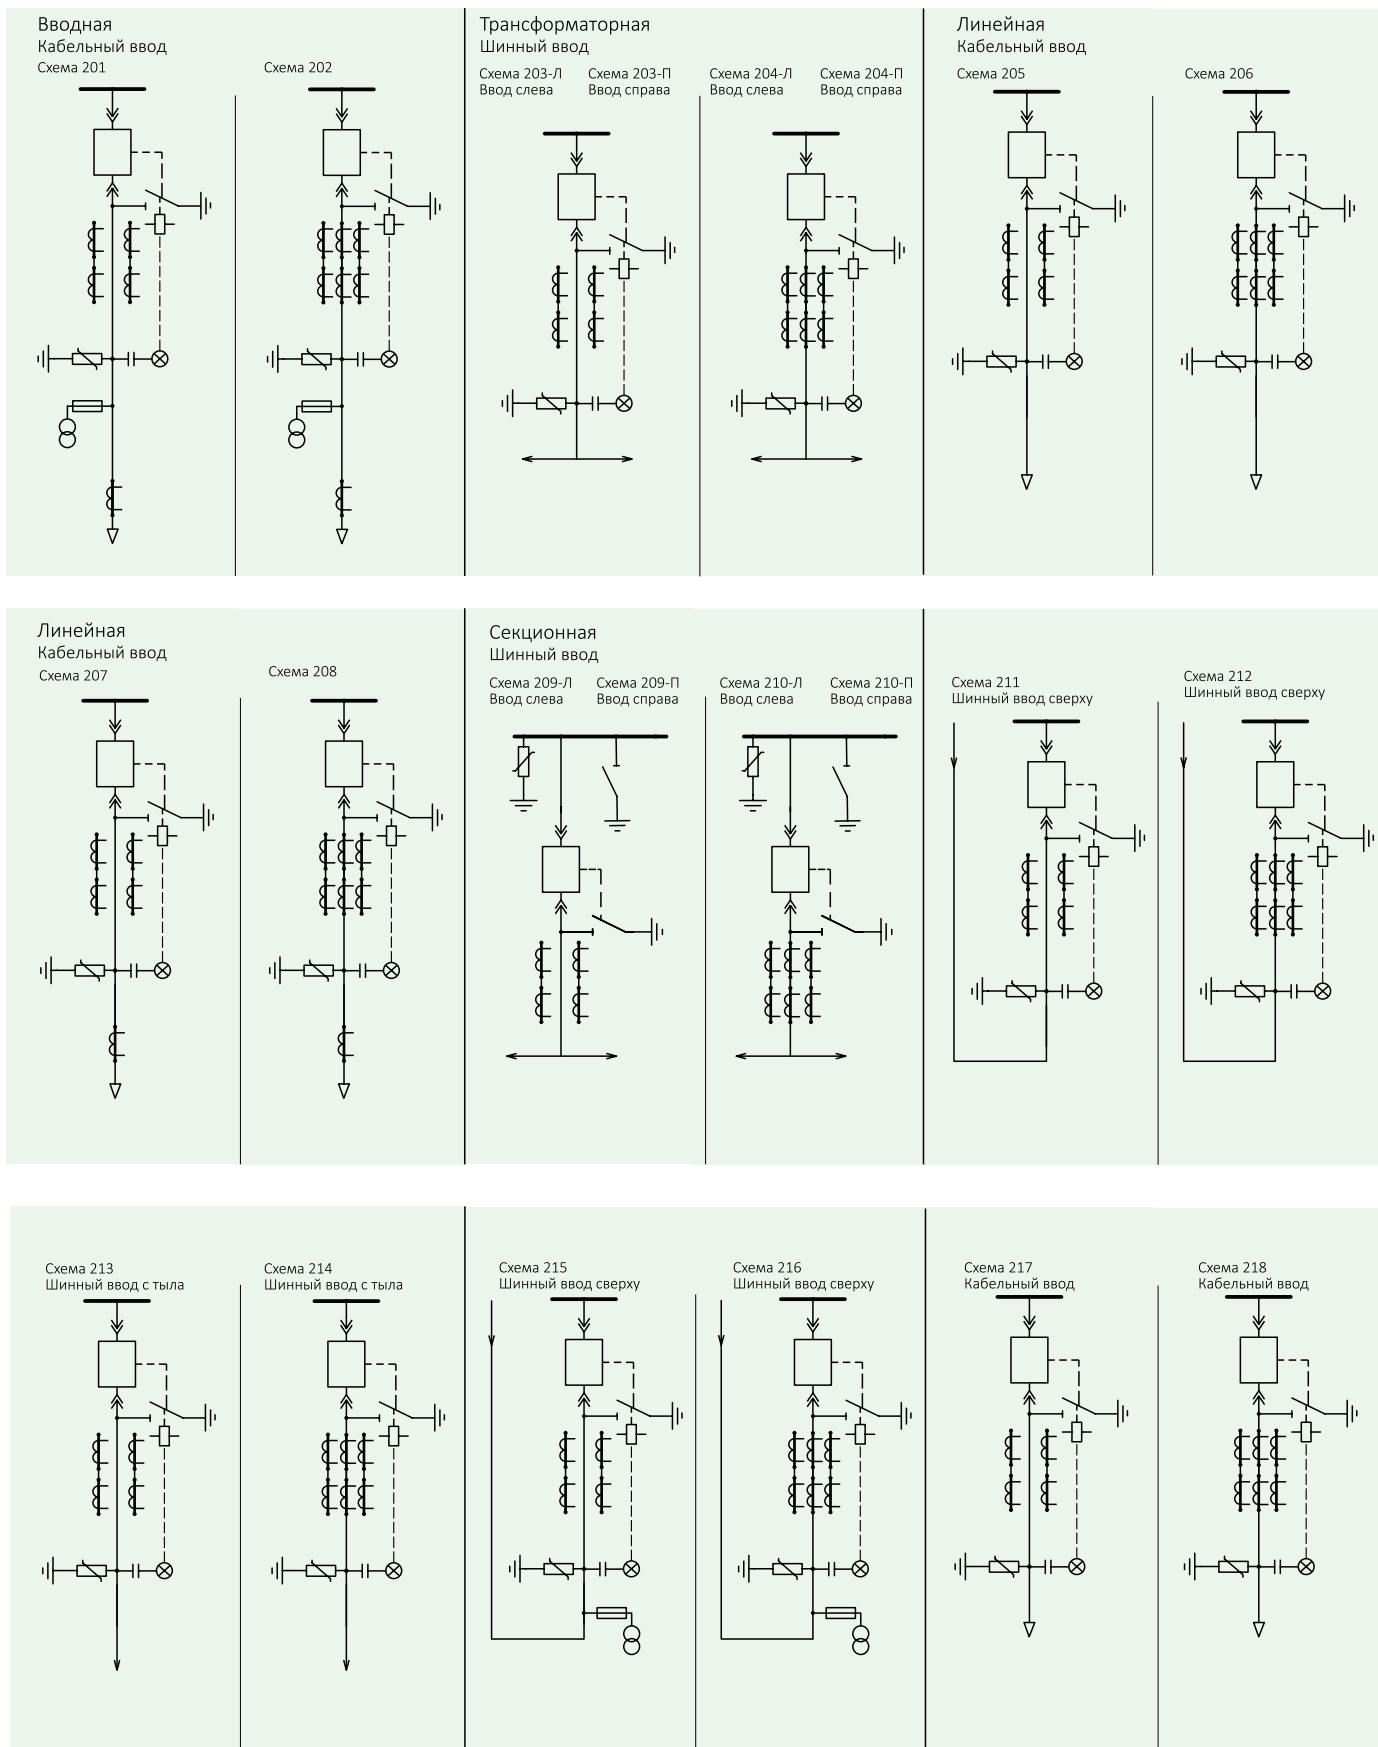 Вводная
Кабельный ввод
Схема 201
Схема 202
Трансформаторная
Шинный ввод
Схема 203-Л
Ввод слева
Схема 203-П
Ввод справа
Схема 204-Л
Ввод слева
Схема 204-П
Ввод справа
Линейная
Кабельный ввод
Схема 205
Схема 206
Линейная
Кабельный ввод
Схема 207
Схема 208
Секционная
Шинный ввод
Схема 209-Л
Ввод слева
Схема 209-П
Ввод справа
Схема 210-Л
Ввод слева
Схема 210-П
Ввод справа
Схема 211
Шинный ввод сверху
Схема 212
Шинный ввод сверху
Схема 213
Шинный ввод с тыла
Схема 214
Шинный ввод с тыла
Схема 215
Шинный ввод сверху
Схема 216
Шинный ввод сверху
Схема 217
Кабельный ввод
Схема 218
Кабельный ввод